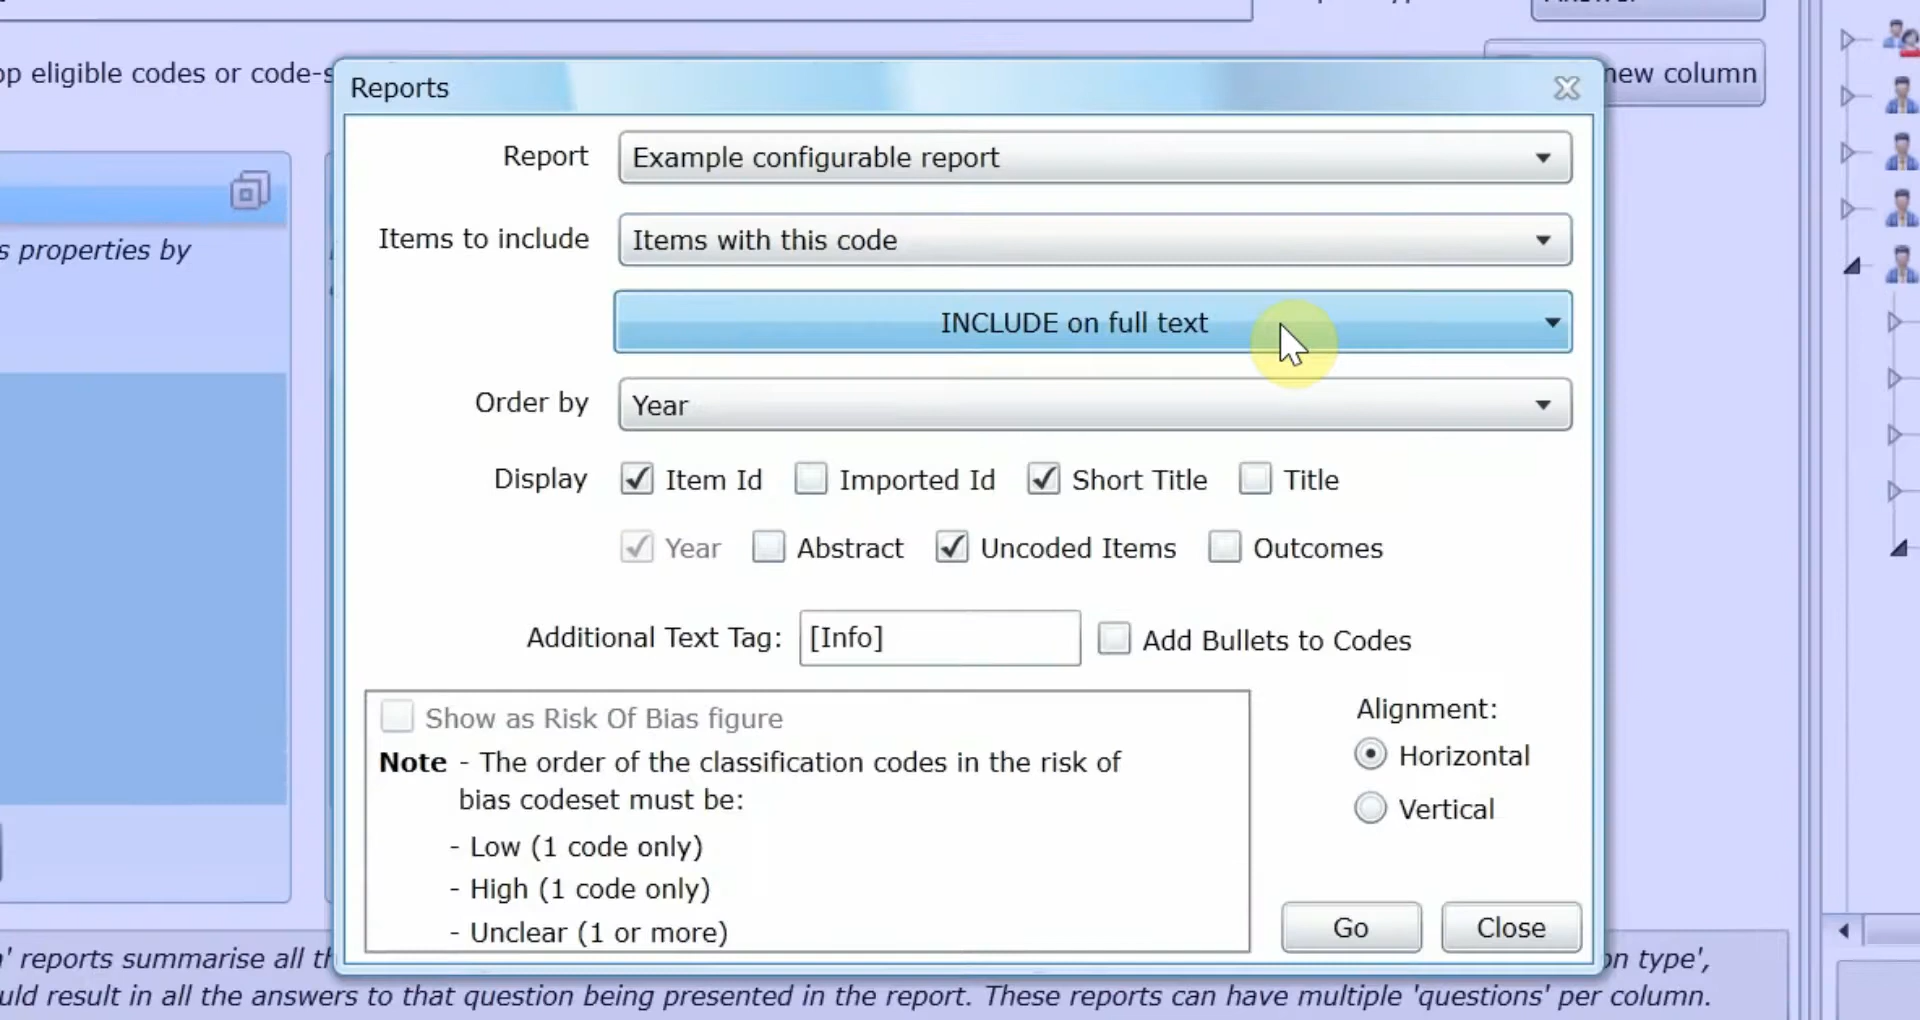 op eligible codes or code-s
new column
Reports
Report
Example configurable report
s properties by
Items to include
Items with this code
INCLUDE on full text
Order by
Year
Display
Item Id
Imported Id
Short Title
Title
Year
Abstract
Uncoded Items
Outcomes
Additional Text Tag:
[Info]
Add Bullets to Codes
Show as Risk Of Bias figure
Note - The order of the classification codes in the risk of
bias codeset must be:
- Low (1 code only)
- High (1 code only)
- Unclear (1 or more)
Alignment:
Horizontal
Vertical
Go
Close
' reports summarise all th
on type',
uld result in all the answers to that question being presented in the report. These reports can have multiple 'questions' per column.